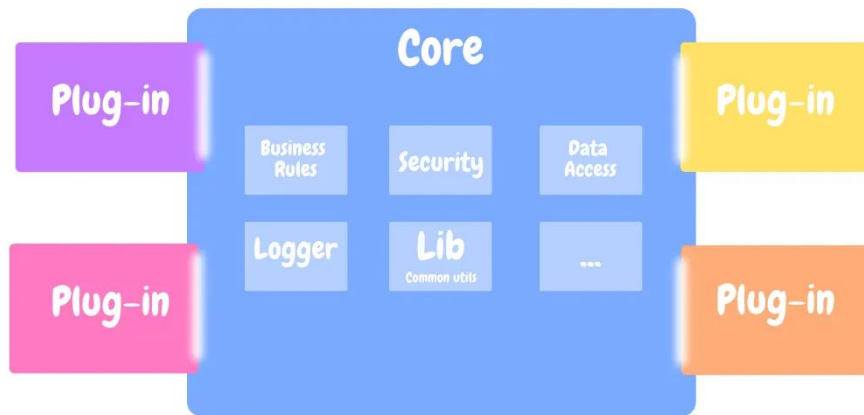 Core
Plug-in
Plug-in
Business
Rules
Security
Data
Access
Logger
Lib
Common utils
...
Plug-in
Plug-in